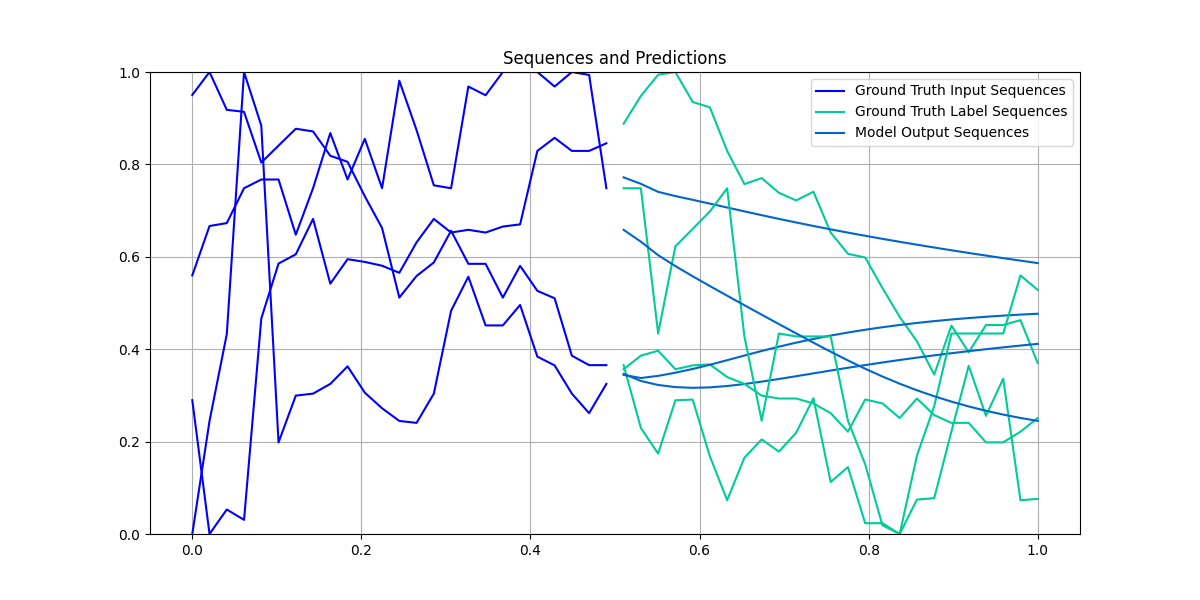 Sequences and Predictions
1.0
0.8
0.6
0.4
0.2
0.0
Ground Truth Input Sequences
Ground Truth Label Sequences
Model Output Sequences
0.0 0.2 0.4 0.6 0.8 1.0